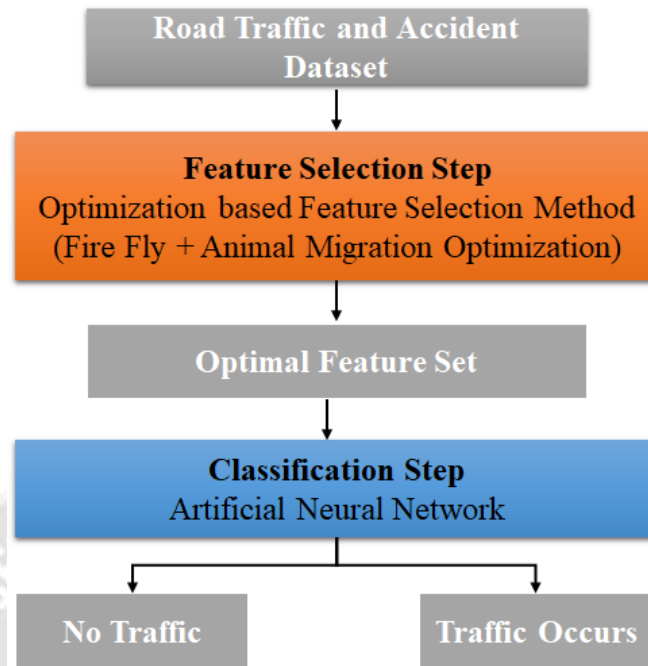 Road Traffic and Accident
Dataset
Feature Selection Step
Optimization based Feature Selection Method
(Fire Fly + Animal Migration Optimization)
Optimal Feature Set
Classification Step
Artificial Neural Network
No Traffic
Traffic Occurs